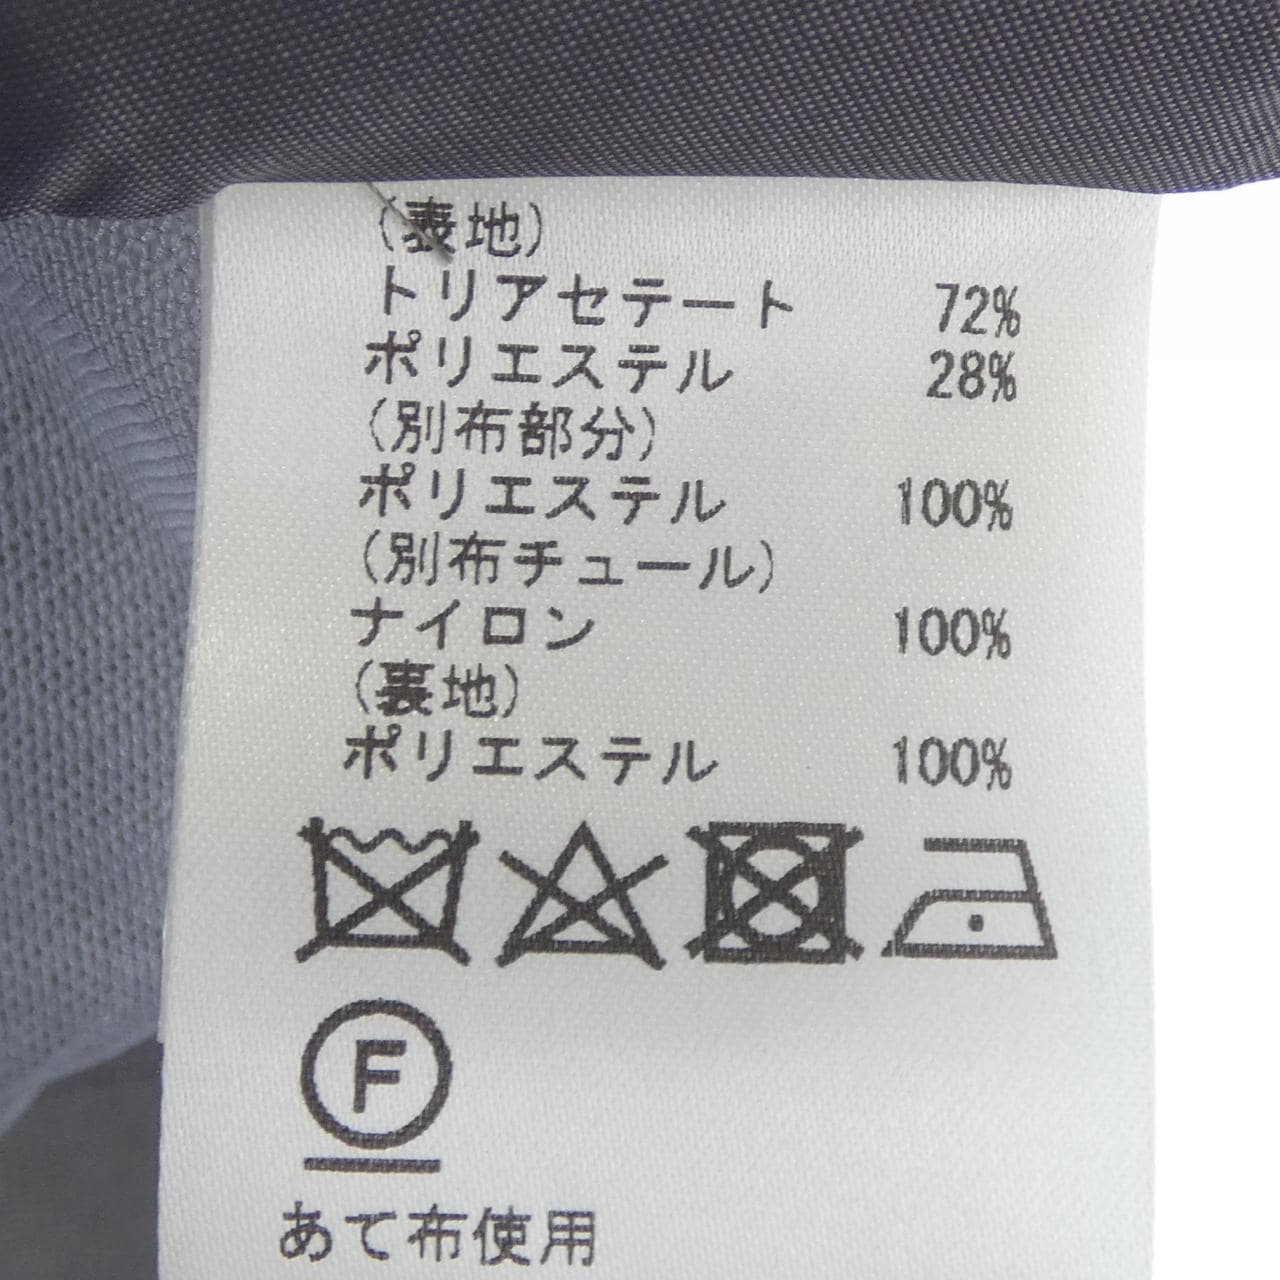 (表地)
トリアセテート 72%
ポリエステル 28%
(別布部分)
ポリエステル 100%
(別布チュール)
ナイロン 100%
(裏地)
ポリエステル 100%
F
あて布使用